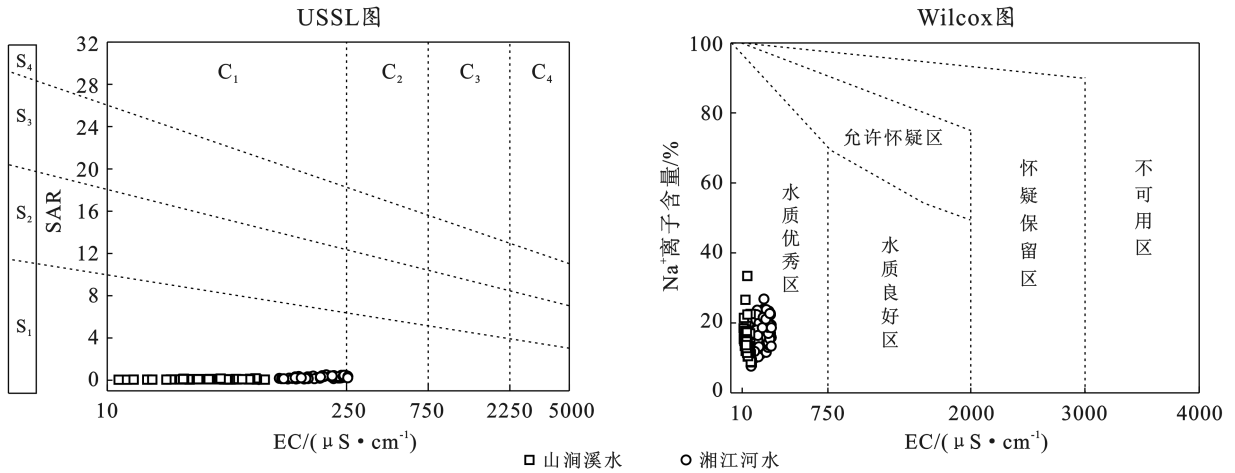 USSL图
Wilcox图
S₄
S₃
S₂
S₁
SAR
32
28
24
20
16
12
8
4
0
C₁
C₂
C₃
C₄
10
250
750
2250
5000
EC/(μS·cm⁻¹)
Na⁺离子含量/%
100
80
60
40
20
0
允许怀疑区
水质优秀区
水质良好区
怀疑保留区
不可用区
10
750
2000
3000
4000
EC/(μS·cm⁻¹)
山涧溪水
湘江河水